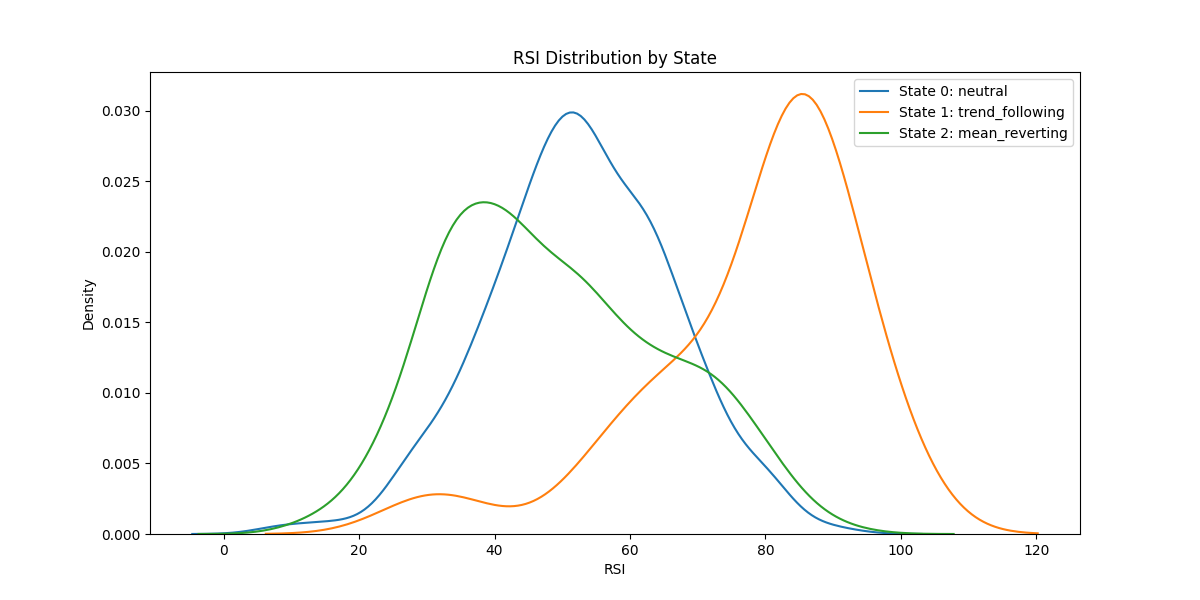 RSI Distribution by State
State 0: neutral
State 1: trend_following
State 2: mean_reverting
Density
0.030
0.025
0.020
0.015
0.010
0.005
0.000
0
20
40
60
80
100
120
RSI